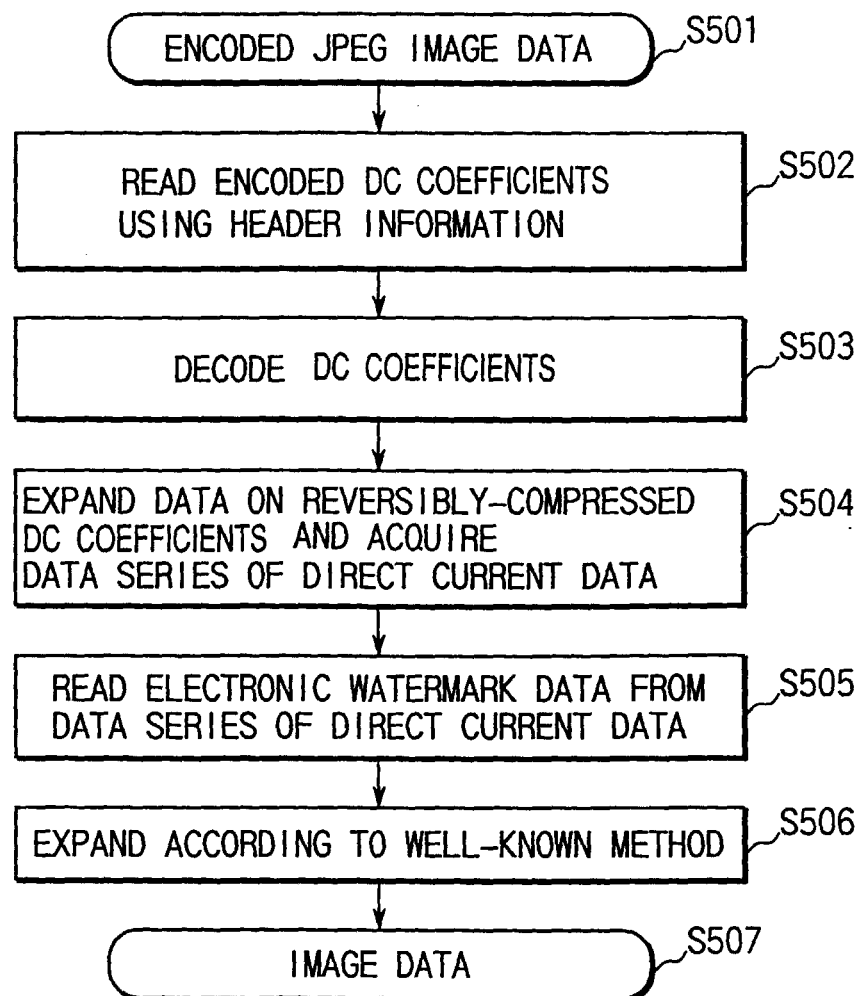 ENCODED JPEG IMAGE DATA
S501
READ ENCODED DC COEFFICIENTS
USING HEADER INFORMATION
S502
DECODE DC COEFFICIENTS
S503
EXPAND DATA ON REVERSIBLY-COMPRESSED
DC COEFFICIENTS AND ACQUIRE
DATA SERIES OF DIRECT CURRENT DATA
S504
READ ELECTRONIC WATERMARK DATA FROM
DATA SERIES OF DIRECT CURRENT DATA
S505
EXPAND ACCORDING TO WELL-KNOWN METHOD
S506
IMAGE DATA
S507